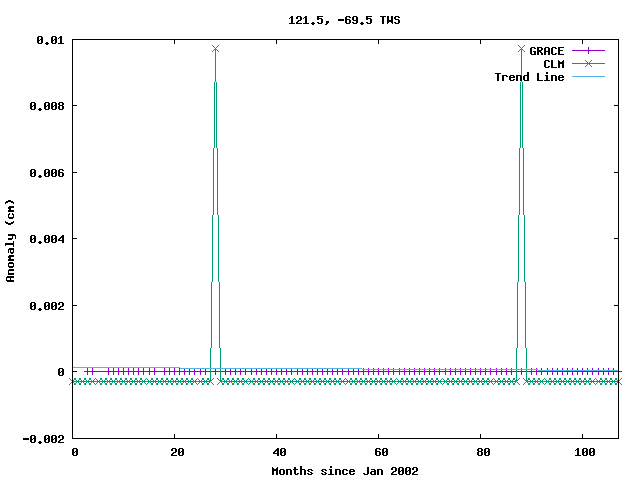 121.5, -69.5 TWS
0.01
0.008
0.006
0.004
0.002
0
-0.002
Anomaly (cm)
GRACE
CLM
Trend Line
0 20 40 60 80 100
Months since Jan 2002